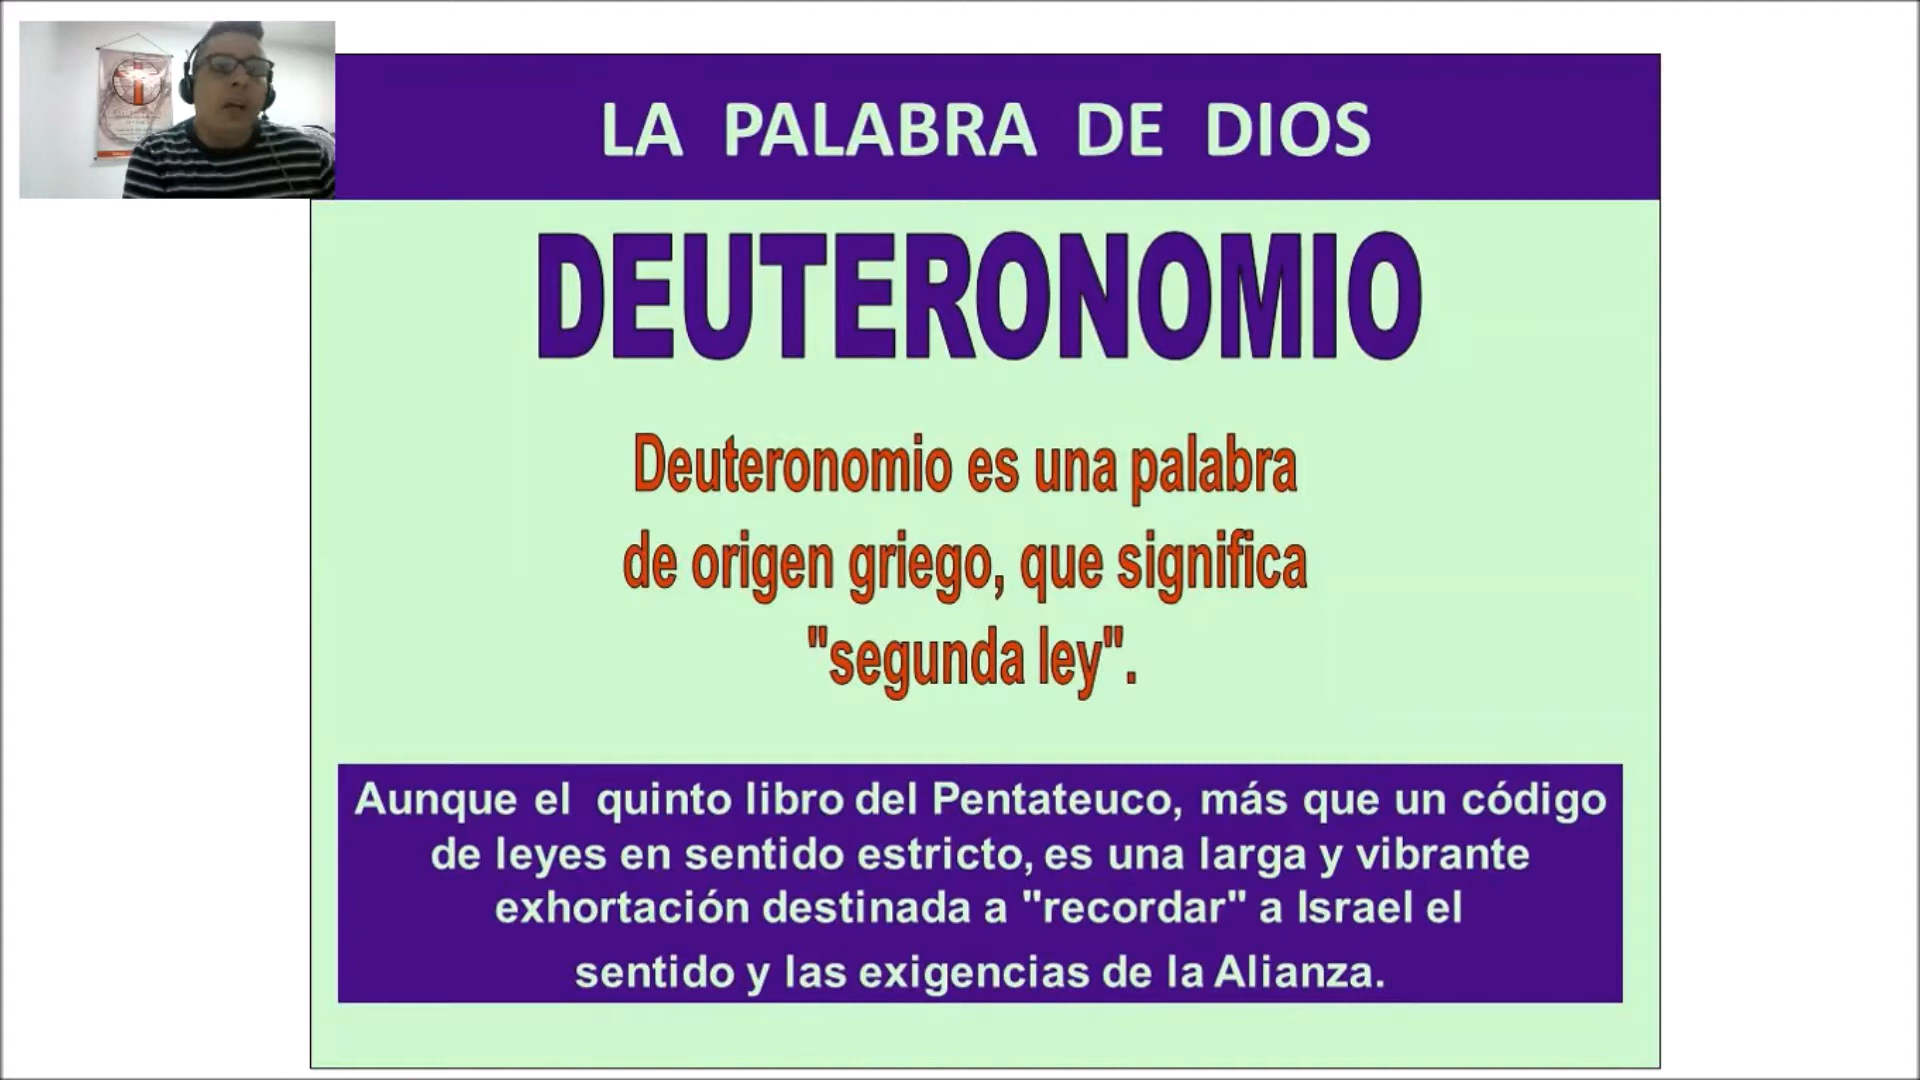 LA PALABRA DE DIOS
DEUTERONOMIO
Deuteronomio es una palabra
de origen griego, que significa
"segunda ley".
Aunque el quinto libro del Pentateuco, más que un código
de leyes en sentido estricto, es una larga y vibrante
exhortación destinada a "recordar" a Israel el
sentido y las exigencias de la Alianza.